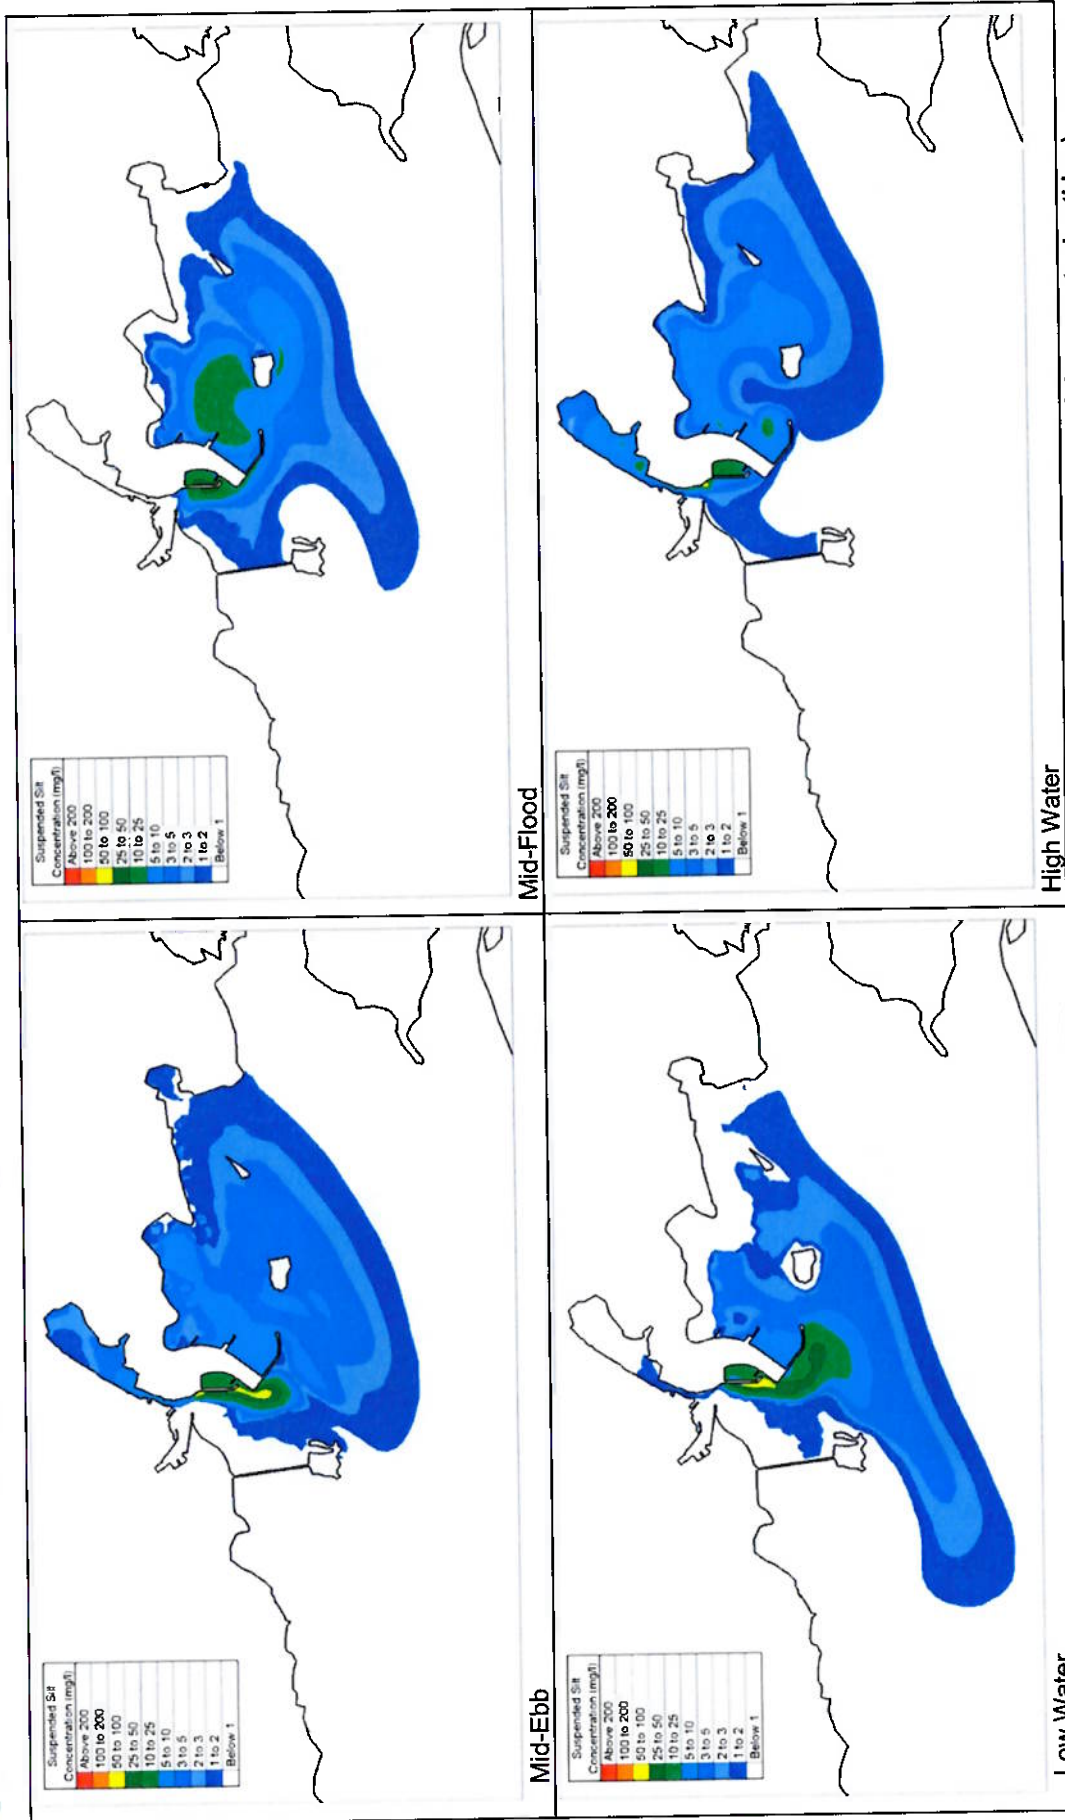 Suspended Silt
Concentration (mg/l)
Above 200
100 to 200
50 to 100
25 to 50
10 to 25
5 to 10
3 to 5
2 to 3
1 to 2
Below 1
Mid-Ebb
Suspended Silt
Concentration (mg/l)
Above 200
100 to 200
50 to 100
25 to 50
10 to 25
5 to 10
3 to 5
2 to 3
1 to 2
Below 1
Mid-Flood
Suspended Silt
Concentration (mg/l)
Above 200
100 to 200
50 to 100
25 to 50
10 to 25
5 to 10
3 to 5
2 to 3
1 to 2
Below 1
Low Water
Suspended Silt
Concentration (mg/l)
Above 200
100 to 200
50 to 100
25 to 50
10 to 25
5 to 10
3 to 5
2 to 3
1 to 2
Below 1
High Water